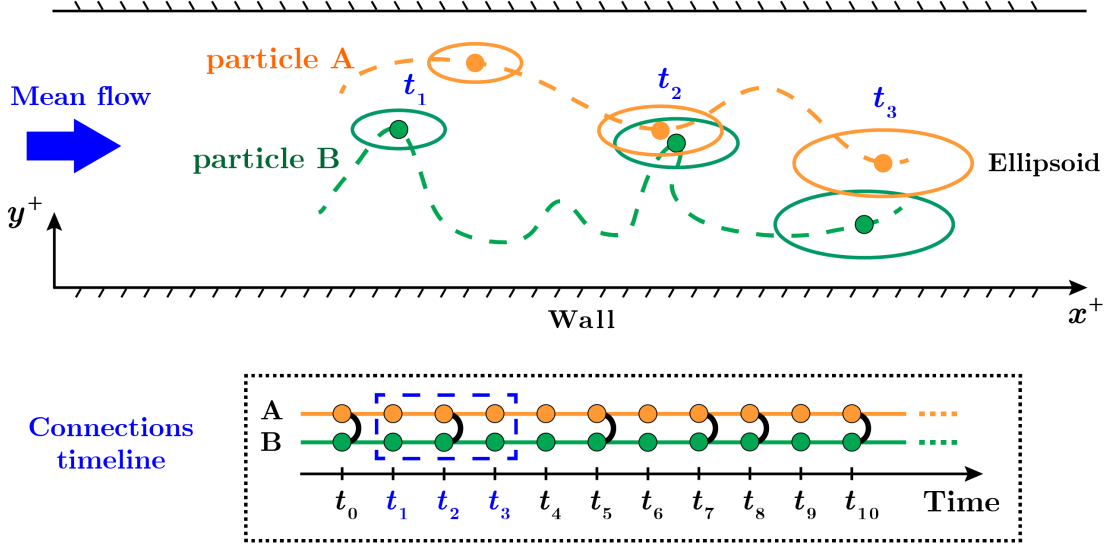 particle A
t₁
t₂
t₃
Mean flow
particle B
Ellipsoid
y⁺
Wall
x⁺
Connections
timeline
A
B
t₀ t₁ t₂ t₃ t₄ t₅ t₆ t₇ t₈ t₉ t₁₀ Time